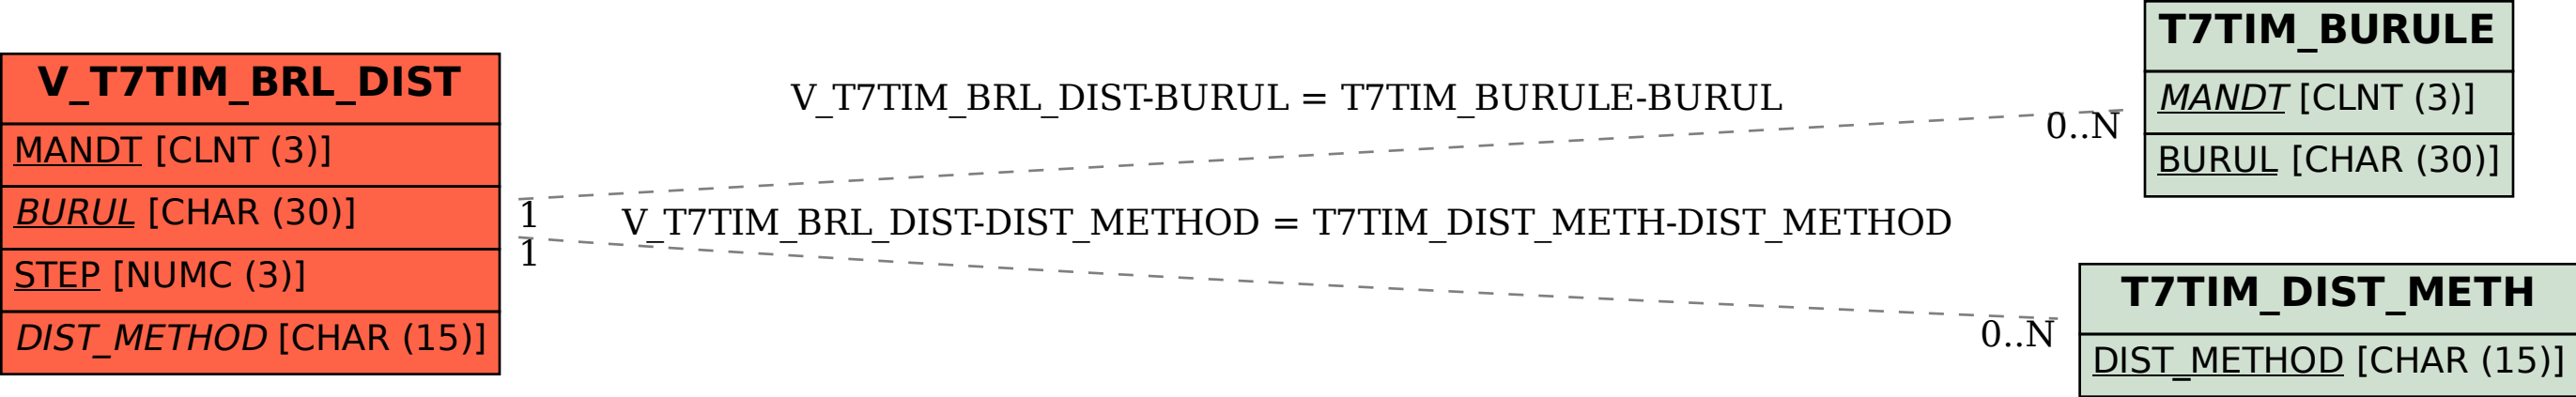 V_T7TIM_BRL_DIST
MANDT [CLNT (3)]
BURUL [CHAR (30)]
STEP [NUMC (3)]
DIST_METHOD [CHAR (15)]
V_T7TIM_BRL_DIST-BURUL = T7TIM_BURULE-BURUL
1
0..N
V_T7TIM_BRL_DIST-DIST_METHOD = T7TIM_DIST_METH-DIST_METHOD
1
0..N
T7TIM_BURULE
MANDT [CLNT (3)]
BURUL [CHAR (30)]
T7TIM_DIST_METH
DIST_METHOD [CHAR (15)]